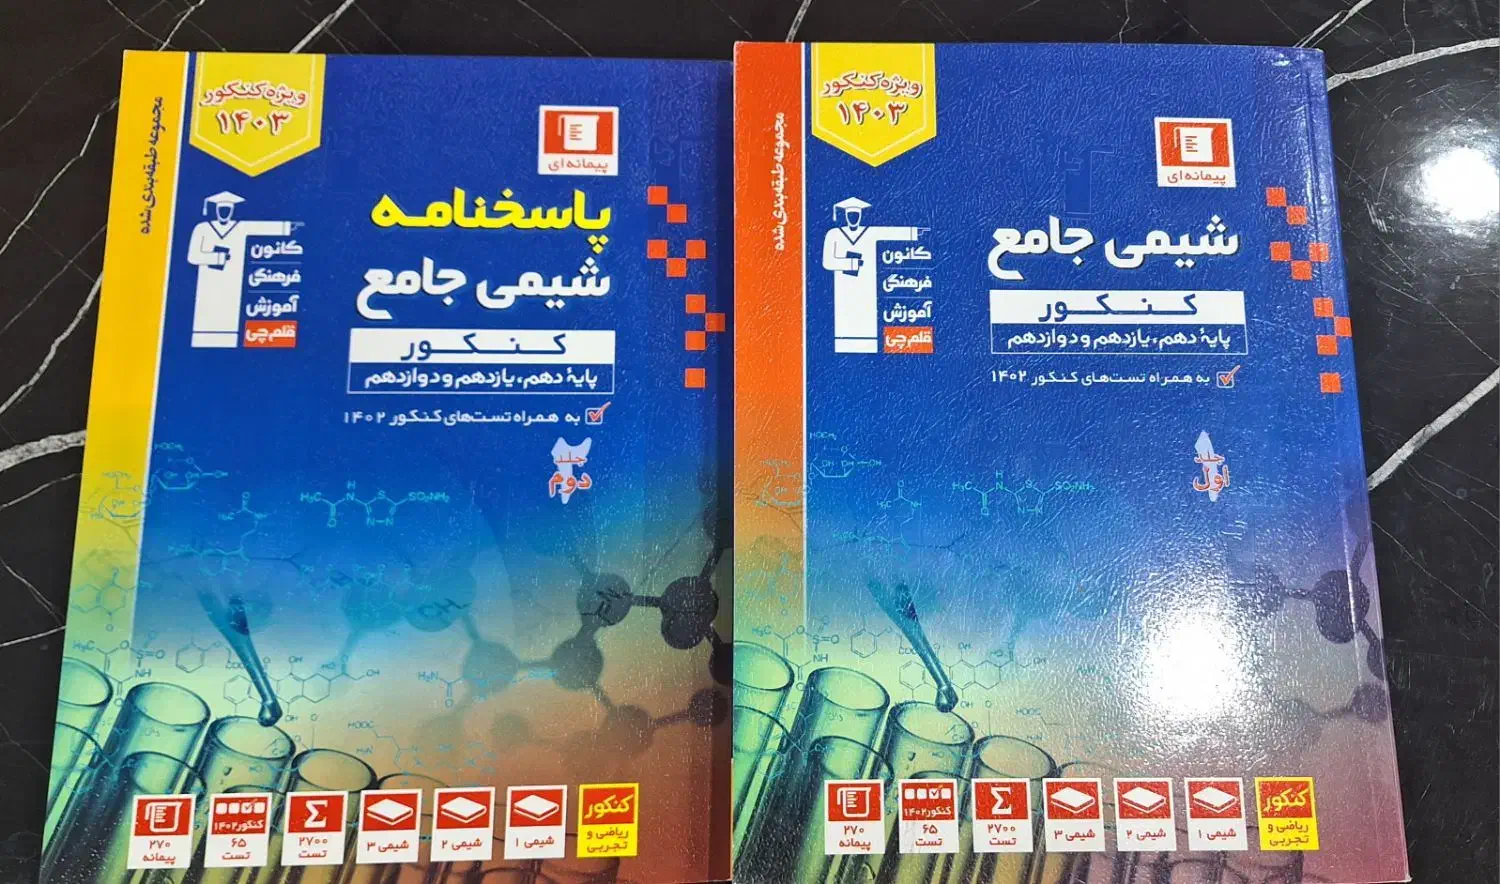 مجموعه طبقه‌بندی شده
ویژه کنکور
۱۴۰۳
پیمانه‌ای
پاسخنامه
شیمی جامع
کنکور
پایهٔ دهم، یازدهم و دوازدهم
به همراه تست‌های کنکور ۱۴۰۲
جلد
دوم
کانون
فرهنگی
آموزش
قلم‌چی
کنکور
ریاضی و
تجربی
شیمی ۱
شیمی ۲
شیمی ۳
۲۷۰۰
تست
کنکور۱۴۰۲
۶۵
تست
۲۷۰
پیمانه
مجموعه طبقه‌بندی شده
ویژه کنکور
۱۴۰۳
پیمانه‌ای
شیمی جامع
کنکور
پایهٔ دهم، یازدهم و دوازدهم
به همراه تست‌های کنکور ۱۴۰۲
جلد
اول
کانون
فرهنگی
آموزش
قلم‌چی
کنکور
ریاضی و
تجربی
شیمی ۱
شیمی ۲
شیمی ۳
۲۷۰۰
تست
کنکور۱۴۰۲
۶۵
تست
۲۷۰
پیمانه